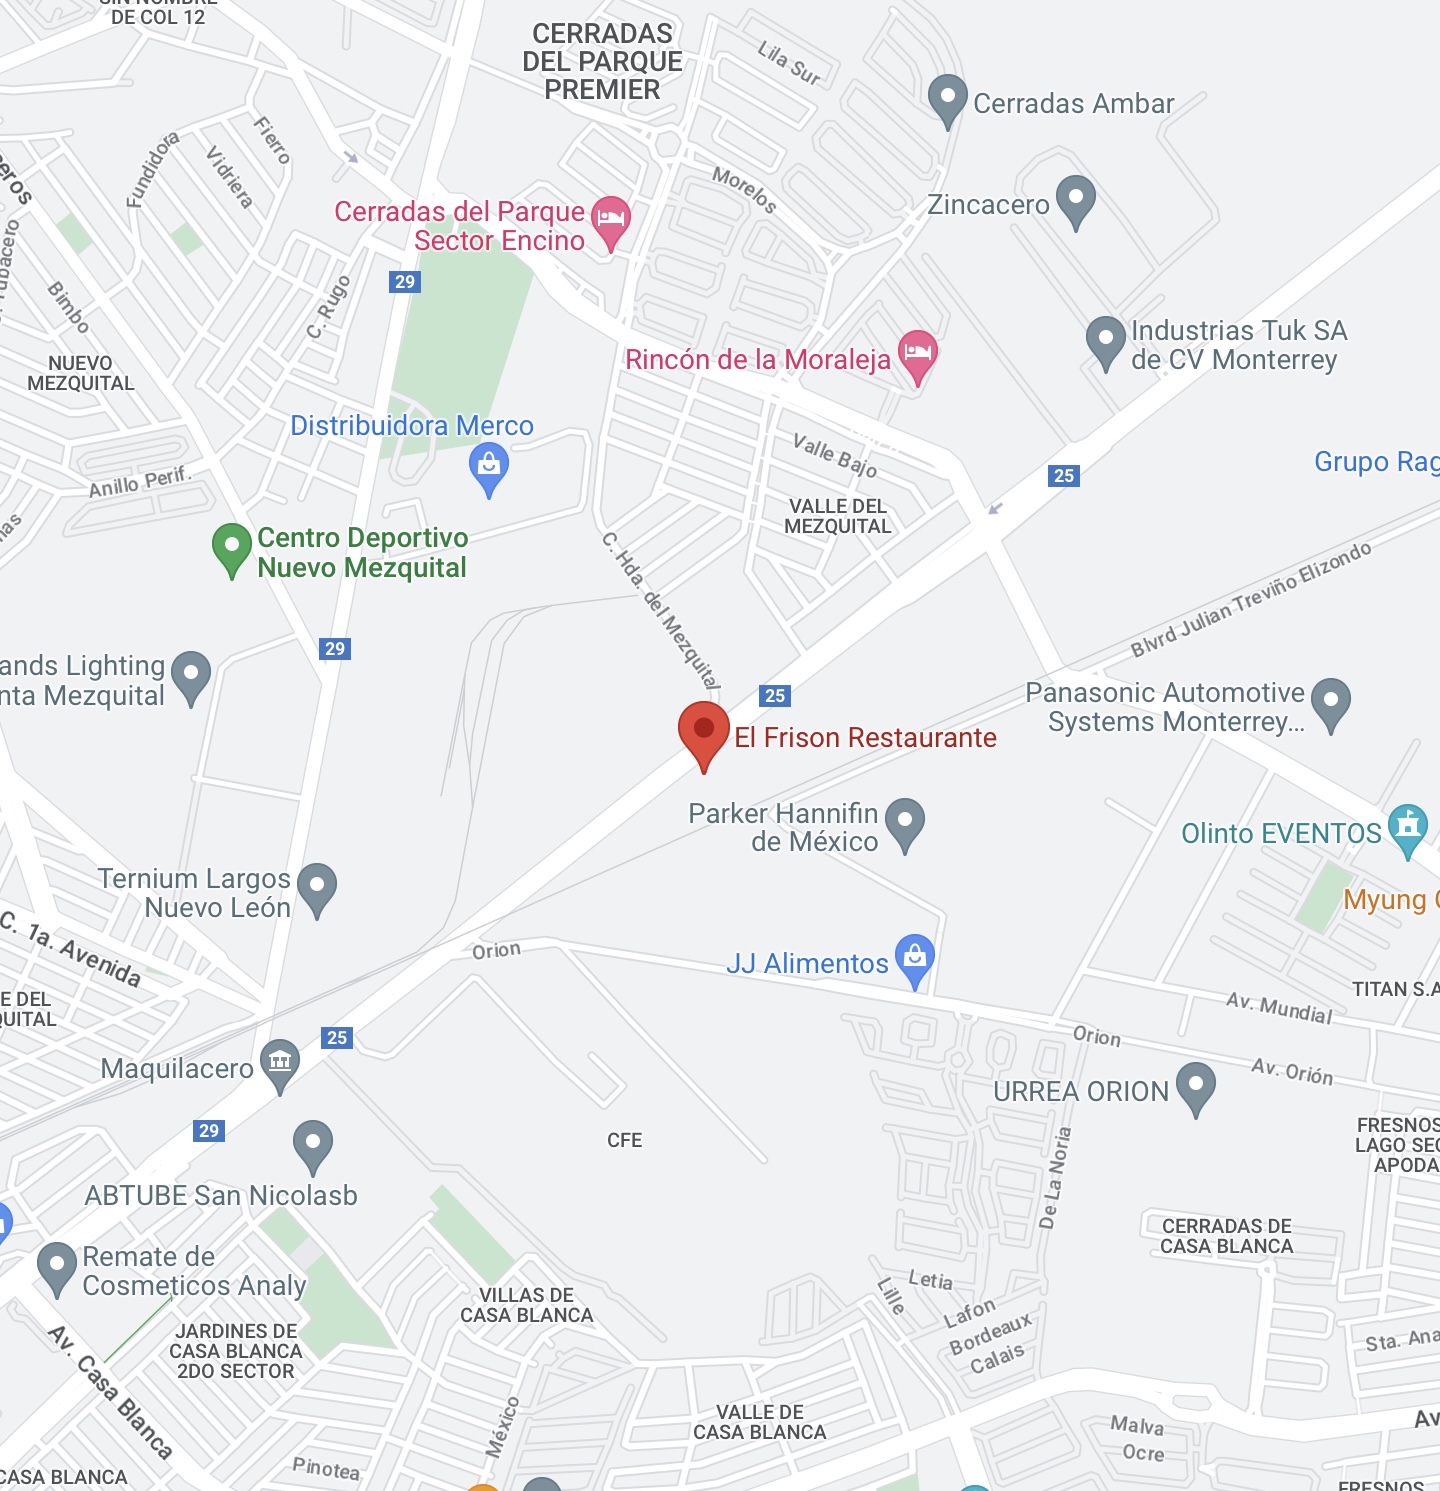 DE COL 12
CERRADAS
DEL PARQUE
PREMIER
Lila Sur
Cerradas Ambar
Fierro
Fundidora
Vidriera
Morelos
Zincacero
Cerradas del Parque
Sector Encino
29
Bimbo
C. Rugo
NUEVO
MEZQUITAL
Industrias Tuk SA
de CV Monterrey
Rincón de la Moraleja
Distribuidora Merco
Valle Bajo
25
Grupo Rag
Anillo Perif.
VALLE DEL
MEZQUITAL
Centro Deportivo
Nuevo Mezquital
C. Hda. del Mezquital
Blvrd Julian Treviño Elizondo
29
ands Lighting
nta Mezquital
25
Panasonic Automotive
Systems Monterrey...
El Frison Restaurante
Parker Hannifin
de México
Olinto EVENTOS
Ternium Largos
Nuevo León
Myung
C. 1a. Avenida
Orion
JJ Alimentos
E DEL
QUITAL
TITAN S.A
Av. Mundial
25
Orion
Maquilacero
Av. Orión
URREA ORION
29
CFE
FRESNOS
LAGO SEC
APODA
De La Noria
ABTUBE San Nicolasb
CERRADAS DE
CASA BLANCA
Remate de
Cosmeticos Analy
Letia
Lille
Lafon
Bordeaux
Calais
VILLAS DE
CASA BLANCA
JARDINES DE
CASA BLANCA
2DO SECTOR
Sta. Ana
Av. Casa Blanca
VALLE DE
CASA BLANCA
México
Malva
Ocre
Av
Pinotea
CASA BLANCA
FRESNOS